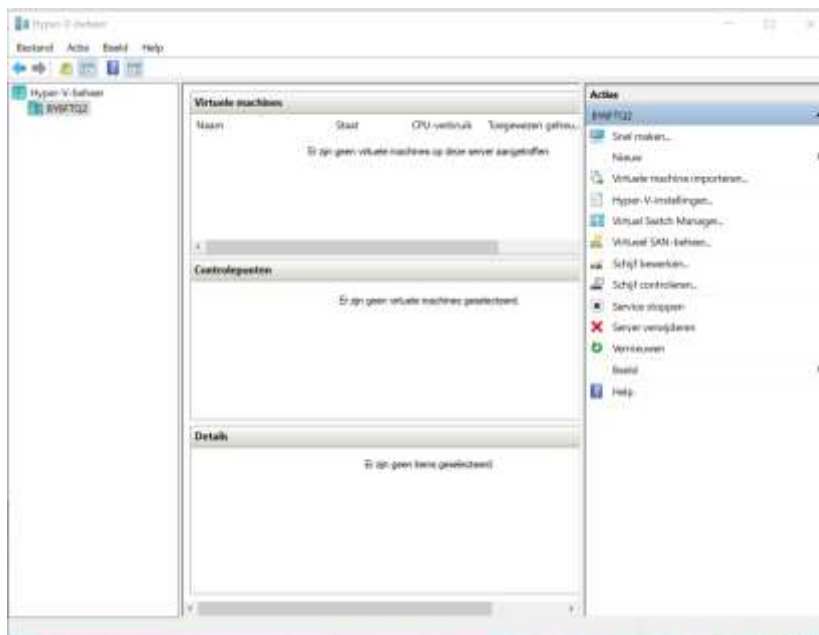 Hyper-V-beheer
Bestand Actie Beeld Help
Hyper-V-beheer
Virtuele machines
Naam Staat CPU-verbruik Toegewezen geheu...
Er zijn geen virtuele machines op deze server aangetroffen.
Controlepunten
Er zijn geen virtuele machines geselecteerd.
Details
Er zijn geen items geselecteerd.
Acties
Snel maken...
Nieuw
Virtuele machine importeren...
Hyper-V-instellingen...
Virtual Switch Manager...
Virtueel SAN-beheer...
Schijf bewerken...
Schijf controleren...
Service stoppen
Server verwijderen
Vernieuwen
Beeld
Help